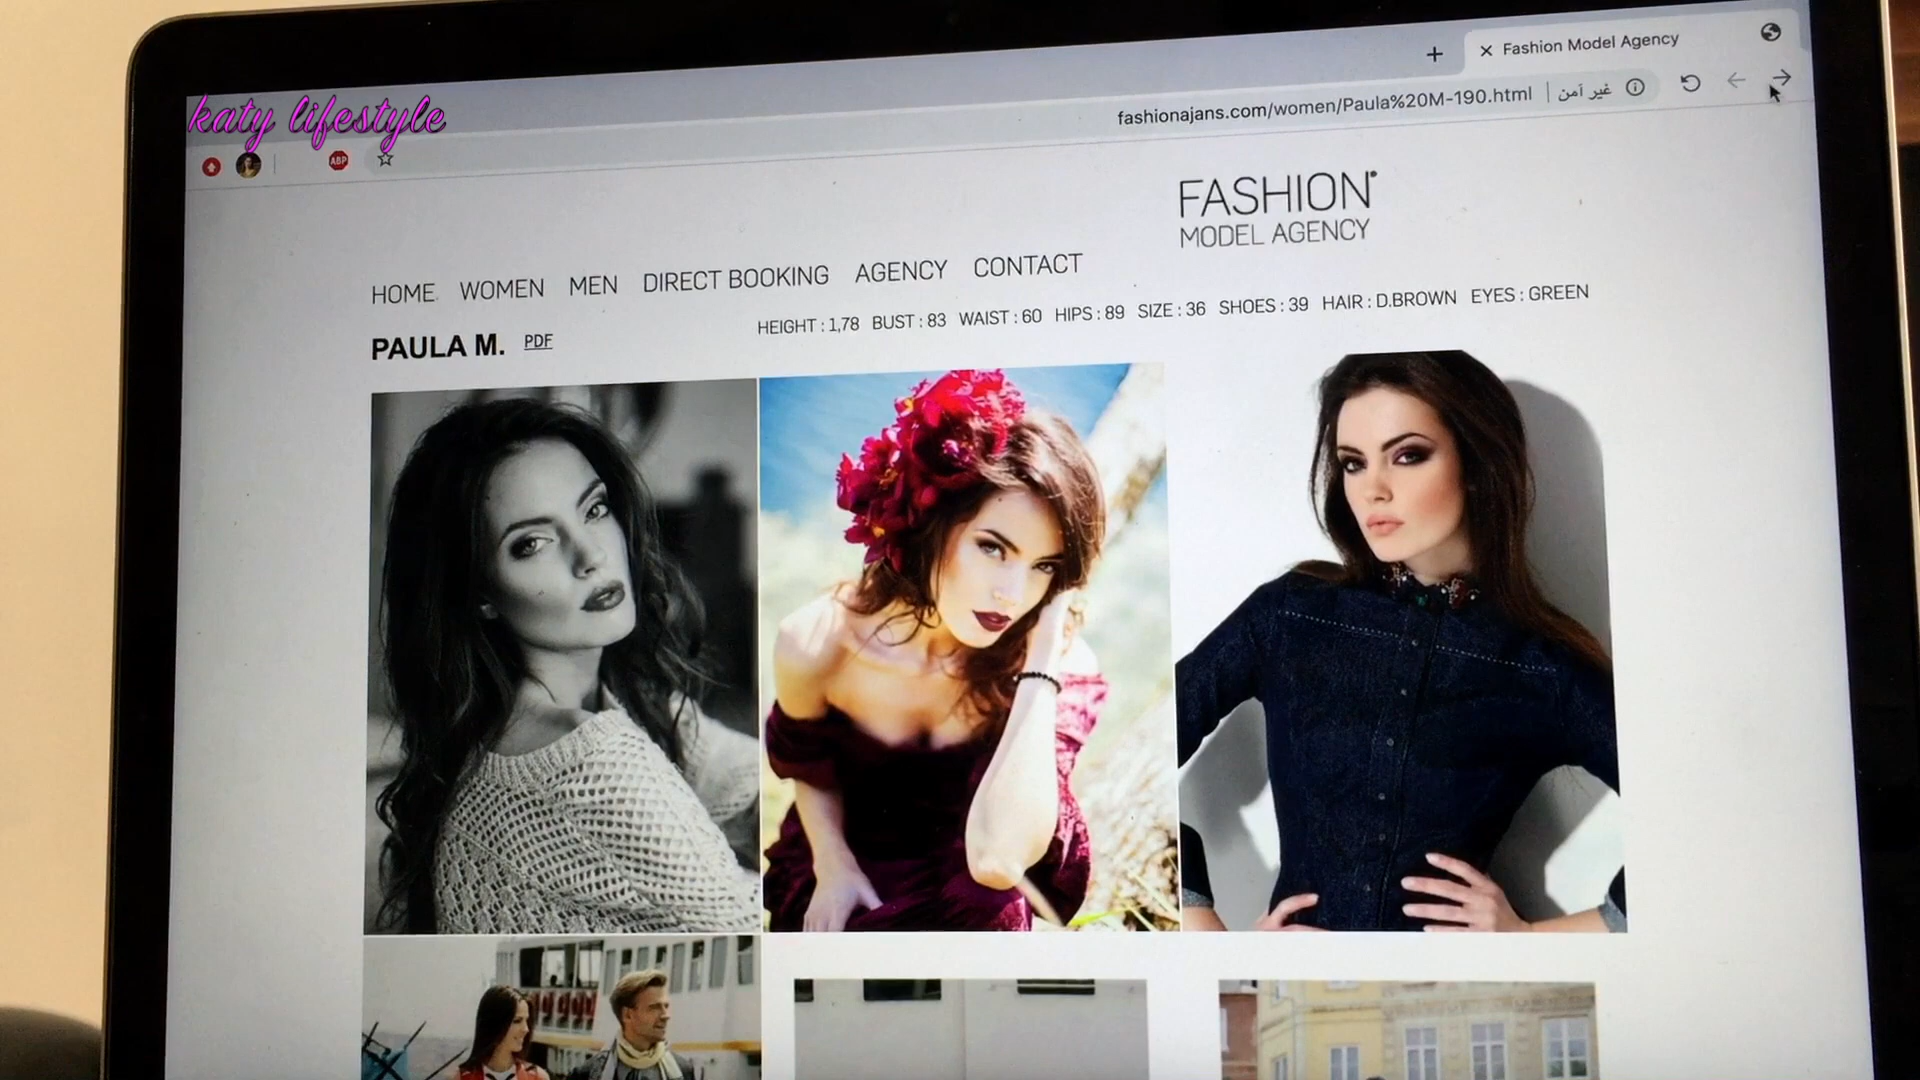 katy lifestyle
Fashion Model Agency
fashionajans.com/women/Paula%20M-190.html
غير آمن
ABP
FASHION
MODEL AGENCY
HOME WOMEN MEN DIRECT BOOKING AGENCY CONTACT
PAULA M. PDF
HEIGHT : 1,78 BUST : 83 WAIST : 60 HIPS : 89 SIZE : 36 SHOES : 39 HAIR : D.BROWN EYES : GREEN